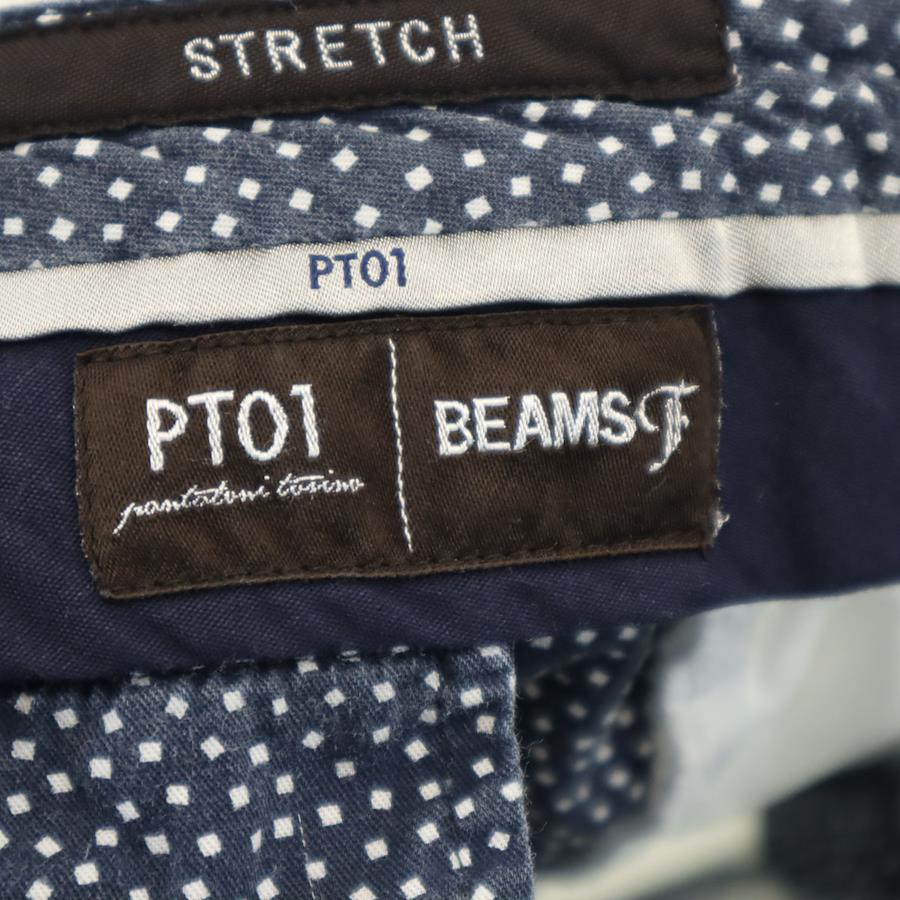 STRETCH
PT01
PT01
pantaloni torino
BEAMS F